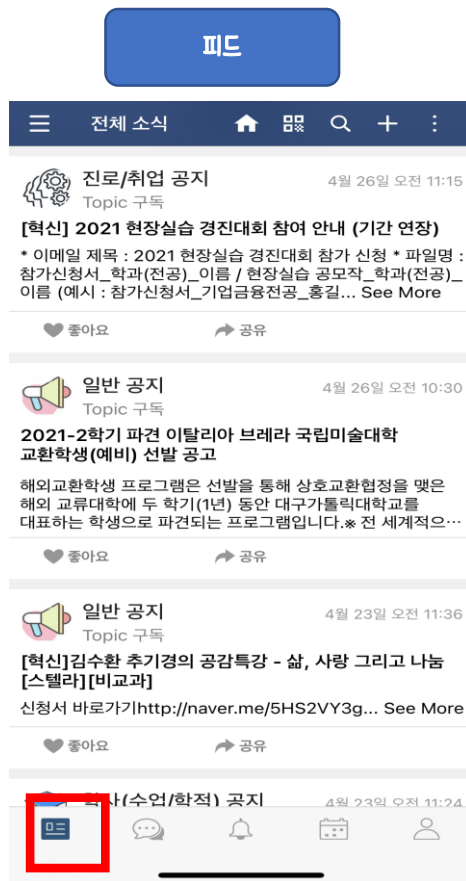 피드
전체 소식
진로/취업 공지
4월 26일 오전 11:15
Topic 구독
[혁신] 2021 현장실습 경진대회 참여 안내 (기간 연장)
* 이메일 제목 : 2021 현장실습 경진대회 참가 신청 * 파일명 :
참가신청서_학과(전공)_이름 / 현장실습 공모작_학과(전공)_
이름 (예시 : 참가신청서_기업금융전공_홍길... See More
좋아요 공유
일반 공지
4월 26일 오전 10:30
Topic 구독
2021-2학기 파견 이탈리아 브레라 국립미술대학
교환학생(예비) 선발 공고
해외교환학생 프로그램은 선발을 통해 상호교환협정을 맺은
해외 교류대학에 두 학기(1년) 동안 대구가톨릭대학교를
대표하는 학생으로 파견되는 프로그램입니다.※ 전 세계적으…
좋아요 공유
일반 공지
4월 23일 오전 11:36
Topic 구독
[혁신]김수환 추기경의 공감특강 - 삶, 사랑 그리고 나눔
[스텔라][비교과]
신청서 바로가기http://naver.me/5HS2VY3g... See More
좋아요 공유
학사(수업/학적) 공지
4월 23일 오전 11:24